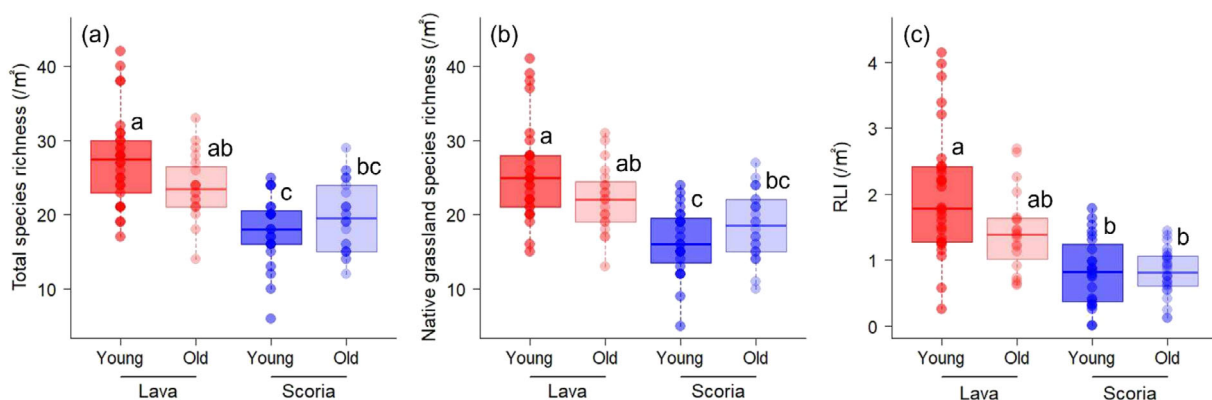 (a)
Total species richness (/m²)
40
30
20
10
a
ab
c
bc
Young Old Young Old
Lava Scoria
(b)
Native grassland species richness (/m²)
40
30
20
10
a
ab
c
bc
Young Old Young Old
Lava Scoria
(c)
RLI (/m²)
4
3
2
1
0
a
ab
b
b
Young Old Young Old
Lava Scoria